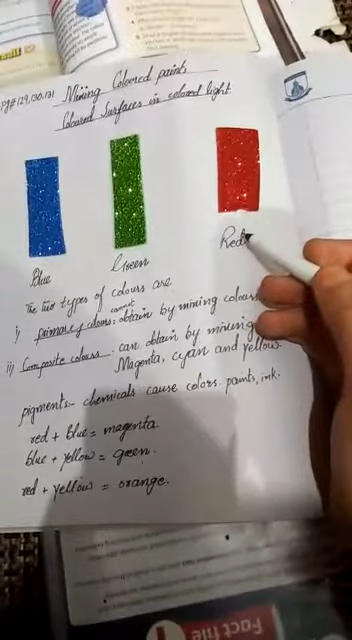 pg# 129,130,131
Mixing Colored paints
Coloured Surfaces in colored light
Blue
Green
Red
The two types of colours are
i) primary colours: cannot obtain by mixing colours
ii) Composite colours. can obtain by mixing
Magenta, cyan and yellow
pigments:- chemicals cause colors. paints, ink.
red + blue = magenta
blue + yellow = green.
red + yellow = orange.
Fact file